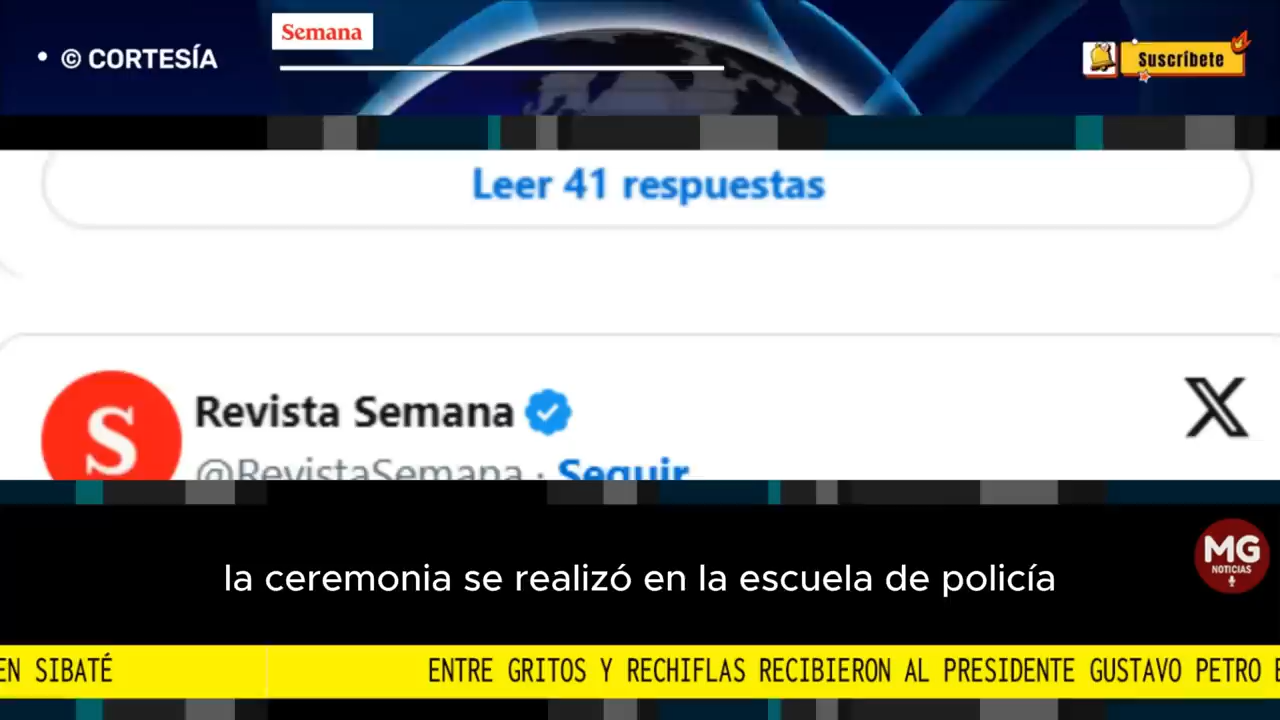 • © CORTESÍA
Semana
Suscríbete
Leer 41 respuestas
S
Revista Semana
X
@RevistaSemana · Seguir
la ceremonia se realizó en la escuela de policía
MG
NOTICIAS
EN SIBATÉ
ENTRE GRITOS Y RECHIFLAS RECIBIERON AL PRESIDENTE GUSTAVO PETRO E